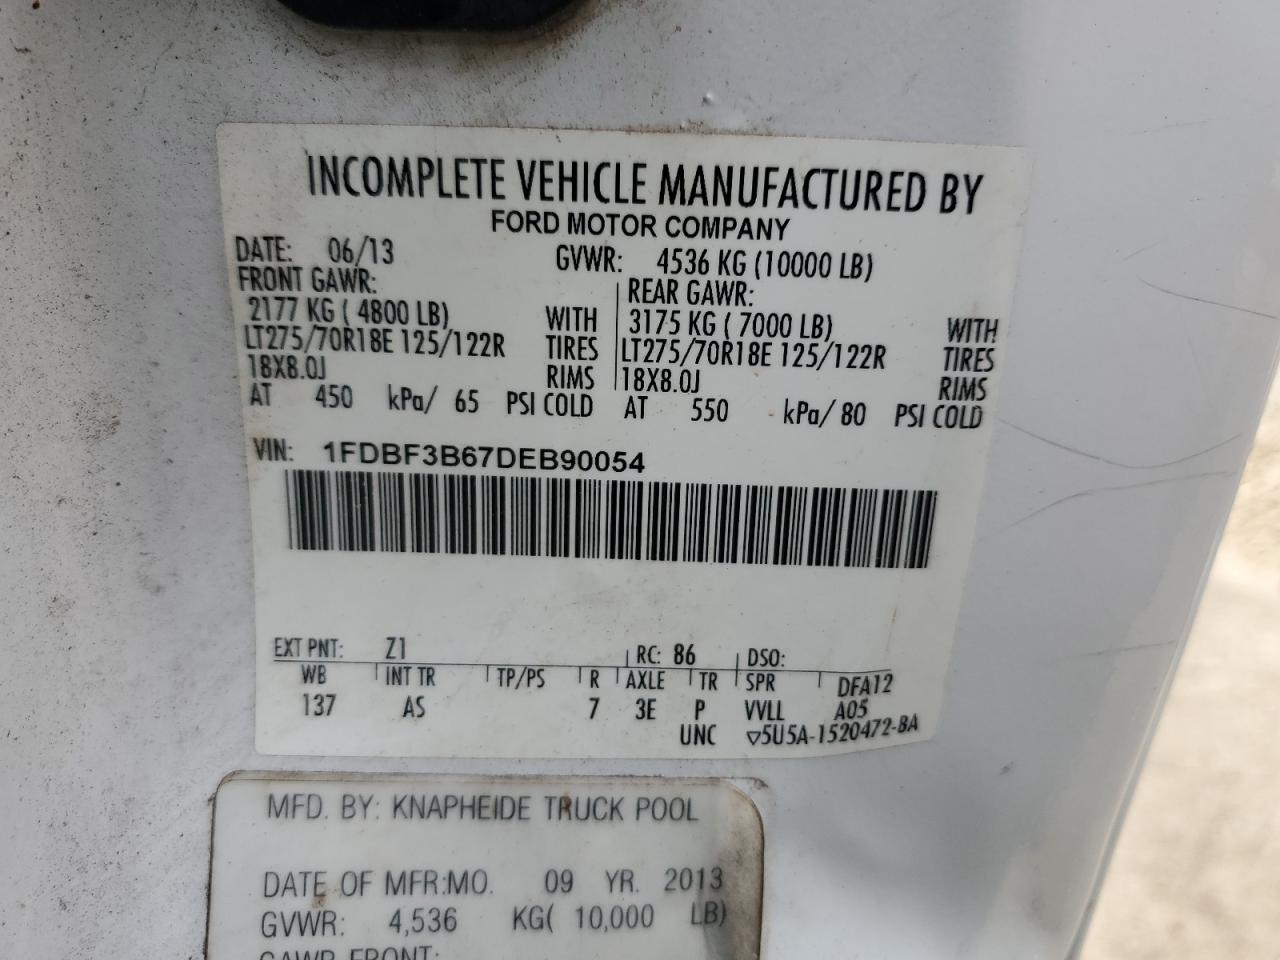 INCOMPLETE VEHICLE MANUFACTURED BY
FORD MOTOR COMPANY
DATE: 06/13 GVWR: 4536 KG (10000 LB)
FRONT GAWR: REAR GAWR:
2177 KG ( 4800 LB) WITH 3175 KG ( 7000 LB) WITH
LT275/70R18E 125/122R TIRES LT275/70R18E 125/122R TIRES
18X8.0J RIMS 18X8.0J RIMS
AT 450 kPa/ 65 PSI COLD AT 550 kPa/ 80 PSI COLD
VIN: 1FDBF3B67DEB90054
EXT PNT: Z1 RC: 86 DSO:
WB INT TR TP/PS R AXLE TR SPR DFA12
137 AS 7 3E P VVLL A05
UNC ▽5U5A-1520472-BA
MFD. BY: KNAPHEIDE TRUCK POOL
DATE OF MFR:MO. 09 YR. 2013
GVWR: 4,536 KG( 10,000 LB)
GAWR FRONT: